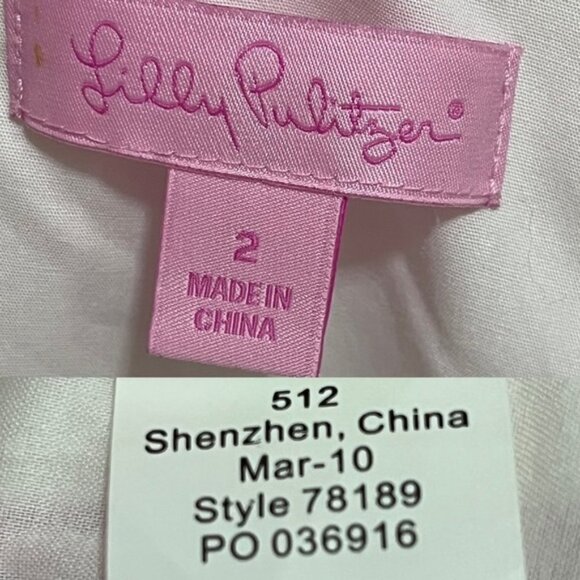 Lilly Pulitzer®
2
MADE IN
CHINA
512
Shenzhen, China
Mar-10
Style 78189
PO 036916